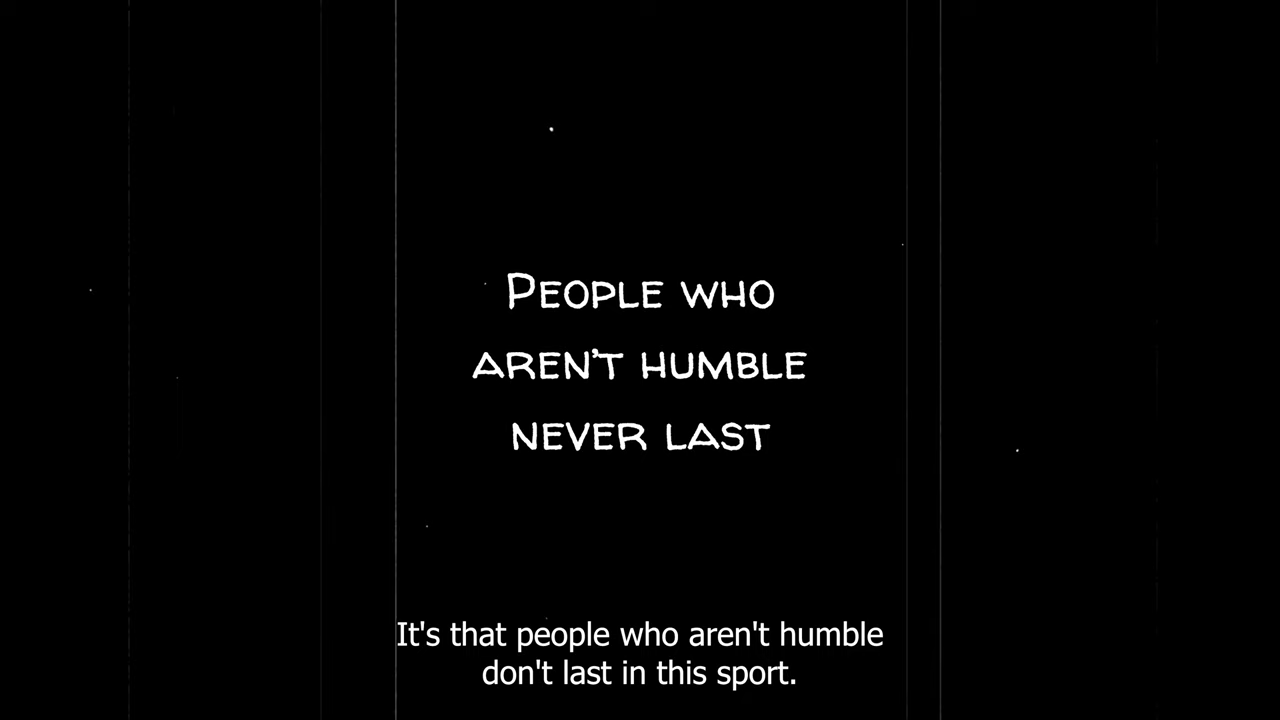 PEOPLE WHO
AREN'T HUMBLE
NEVER LAST
It's that people who aren't humble
don't last in this sport.